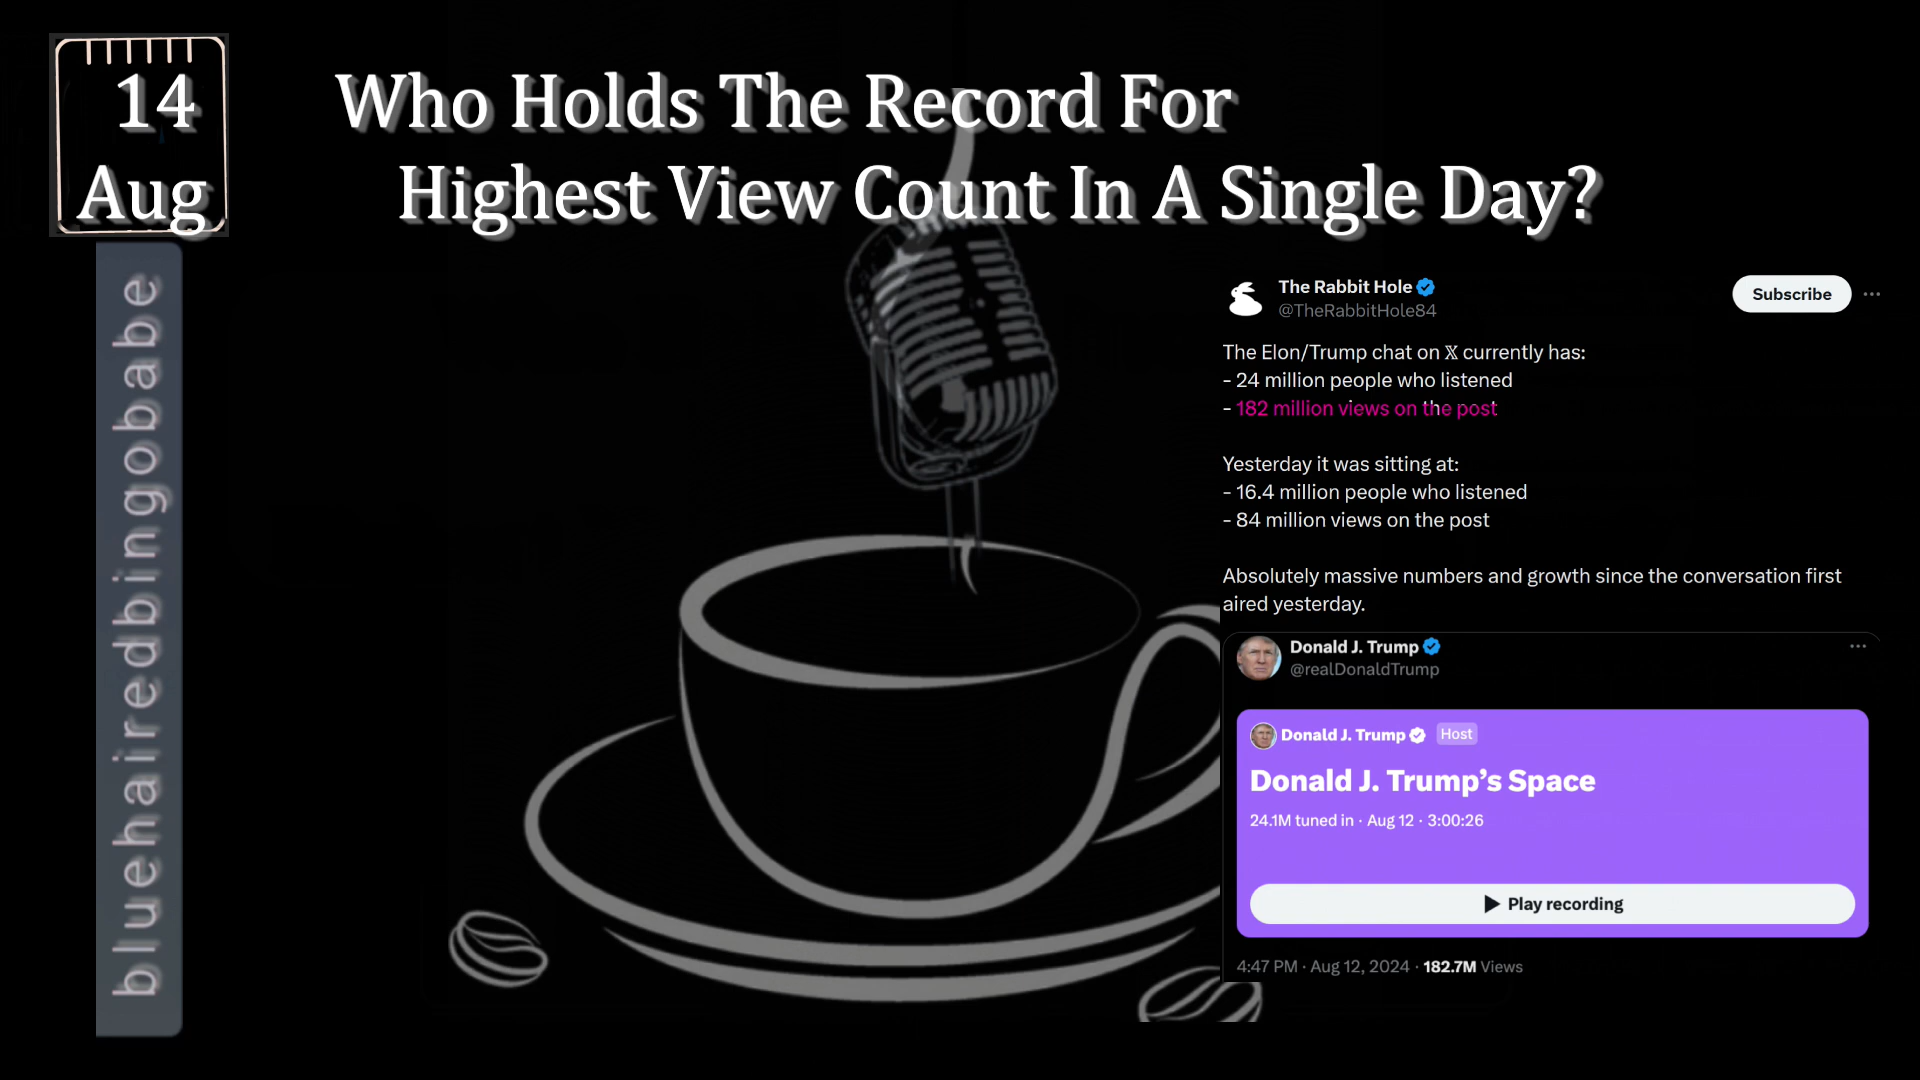 14
Aug
Who Holds The Record For
Highest View Count In A Single Day?
bluehairedbingobabe
The Rabbit Hole
@TheRabbitHole84
Subscribe
The Elon/Trump chat on 𝕏 currently has:
- 24 million people who listened
- 182 million views on the post
Yesterday it was sitting at:
- 16.4 million people who listened
- 84 million views on the post
Absolutely massive numbers and growth since the conversation first
aired yesterday.
Donald J. Trump
@realDonaldTrump
Donald J. Trump Host
Donald J. Trump’s Space
24.1M tuned in · Aug 12 · 3:00:26
Play recording
4:47 PM · Aug 12, 2024 · 182.7M Views